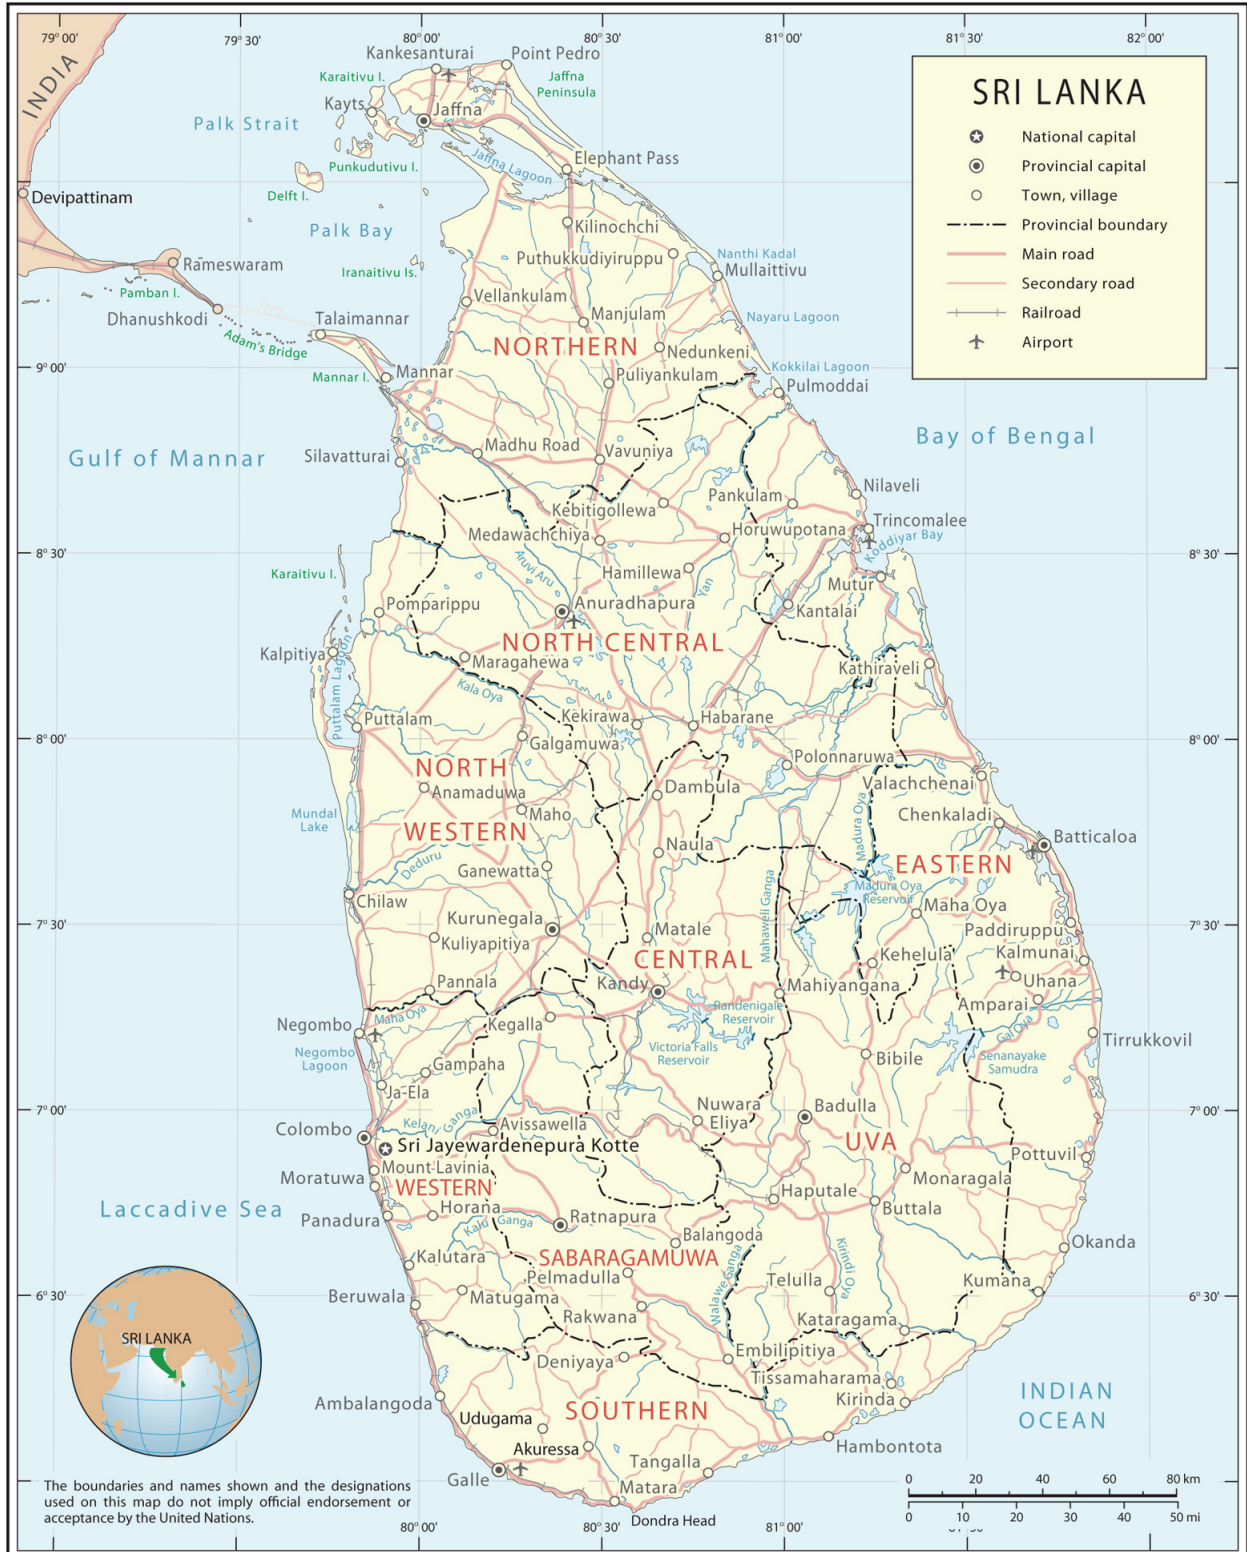 79° 00'
79° 30'
80° 00'
80° 30'
81° 00'
81° 30'
82° 00'
INDIA
Kankesanturai
Point Pedro
Karaitivu I.
Jaffna
Peninsula
Kayts
Jaffna
Palk Strait
SRI LANKA
National capital
Provincial capital
Town, village
Provincial boundary
Main road
Secondary road
Railroad
Airport
Punkudutivu I.
Jaffna Lagoon
Elephant Pass
Delft I.
Devipattinam
Palk Bay
Kilinochchi
Puthukkudiyiruppu
Nanthi Kadal
Mullaittivu
Iranaitivu Is.
Rameswaram
Pamban I.
Vellankulam
Dhanushkodi
Ferry
Talaimannar
Manjulam
Nayaru Lagoon
Adam's Bridge
NORTHERN
Nedunkeni
9° 00'
Mannar I.
Mannar
Puliyankulam
Kokkilai Lagoon
Pulmoddai
Bay of Bengal
Gulf of Mannar
Silavatturai
Madhu Road
Vavuniya
Nilaveli
Pankulam
Kebitigollewa
Trincomalee
Medawachchiya
Horuwupotana
Koddiyar Bay
8° 30'
8° 30'
Karaitivu I.
Aruvi Aru
Hamillewa
Yan
Mutur
Pomparippu
Anuradhapura
Kantalai
NORTH CENTRAL
Kalpitiya
Maragahewa
Kathiraveli
Puttalam Lagoon
Kala Oya
Puttalam
Kekirawa
Habarane
8° 00'
Galgamuwa
Polonnaruwa
8° 00'
NORTH
WESTERN
Anamaduwa
Dambula
Valachchenai
Mundal
Lake
Maho
Chenkaladi
Madura Oya
Batticaloa
Deduru
Naula
EASTERN
Ganewatta
Madura Oya
Reservoir
Chilaw
Mahaweli Ganga
Maha Oya
7° 30'
Kurunegala
Matale
Paddiruppu
7° 30'
Kuliyapitiya
CENTRAL
Kehelula
Kalmunai
Pannala
Kandy
Mahiyangana
Uhana
Maha Oya
Kegalla
Randenigale
Reservoir
Amparai
Negombo
Gal Oya
Negombo
Lagoon
Victoria Falls
Reservoir
Bibile
Senanayake
Samudra
Tirrukkovil
Gampaha
Ja-Ela
7° 00'
Kelani Ganga
Avissawella
Nuwara
Eliya
Badulla
7° 00'
Colombo
Sri Jayewardenepura Kotte
UVA
Mount Lavinia
Moratuwa
WESTERN
Pottuvil
Monaragala
Laccadive Sea
Panadura
Horana
Kalu Ganga
Ratnapura
Haputale
Buttala
Balangoda
Kalutara
SABARAGAMUWA
Okanda
Pelmadulla
Walawe Ganga
Telulla
Kirindi Oya
Kumana
Beruwala
Matugama
Rakwana
Kataragama
6° 30'
6° 30'
SRI LANKA
Deniyaya
Embilipitiya
Tissamaharama
Ambalangoda
Kirinda
INDIAN
OCEAN
SOUTHERN
Udugama
Akuressa
Hambontota
Galle
Tangalla
Matara
Dondra Head
The boundaries and names shown and the designations
used on this map do not imply official endorsement or
acceptance by the United Nations.
0 20 40 60 80 km
0 10 20 30 40 50 mi
80° 00'
80° 30'
81° 00'